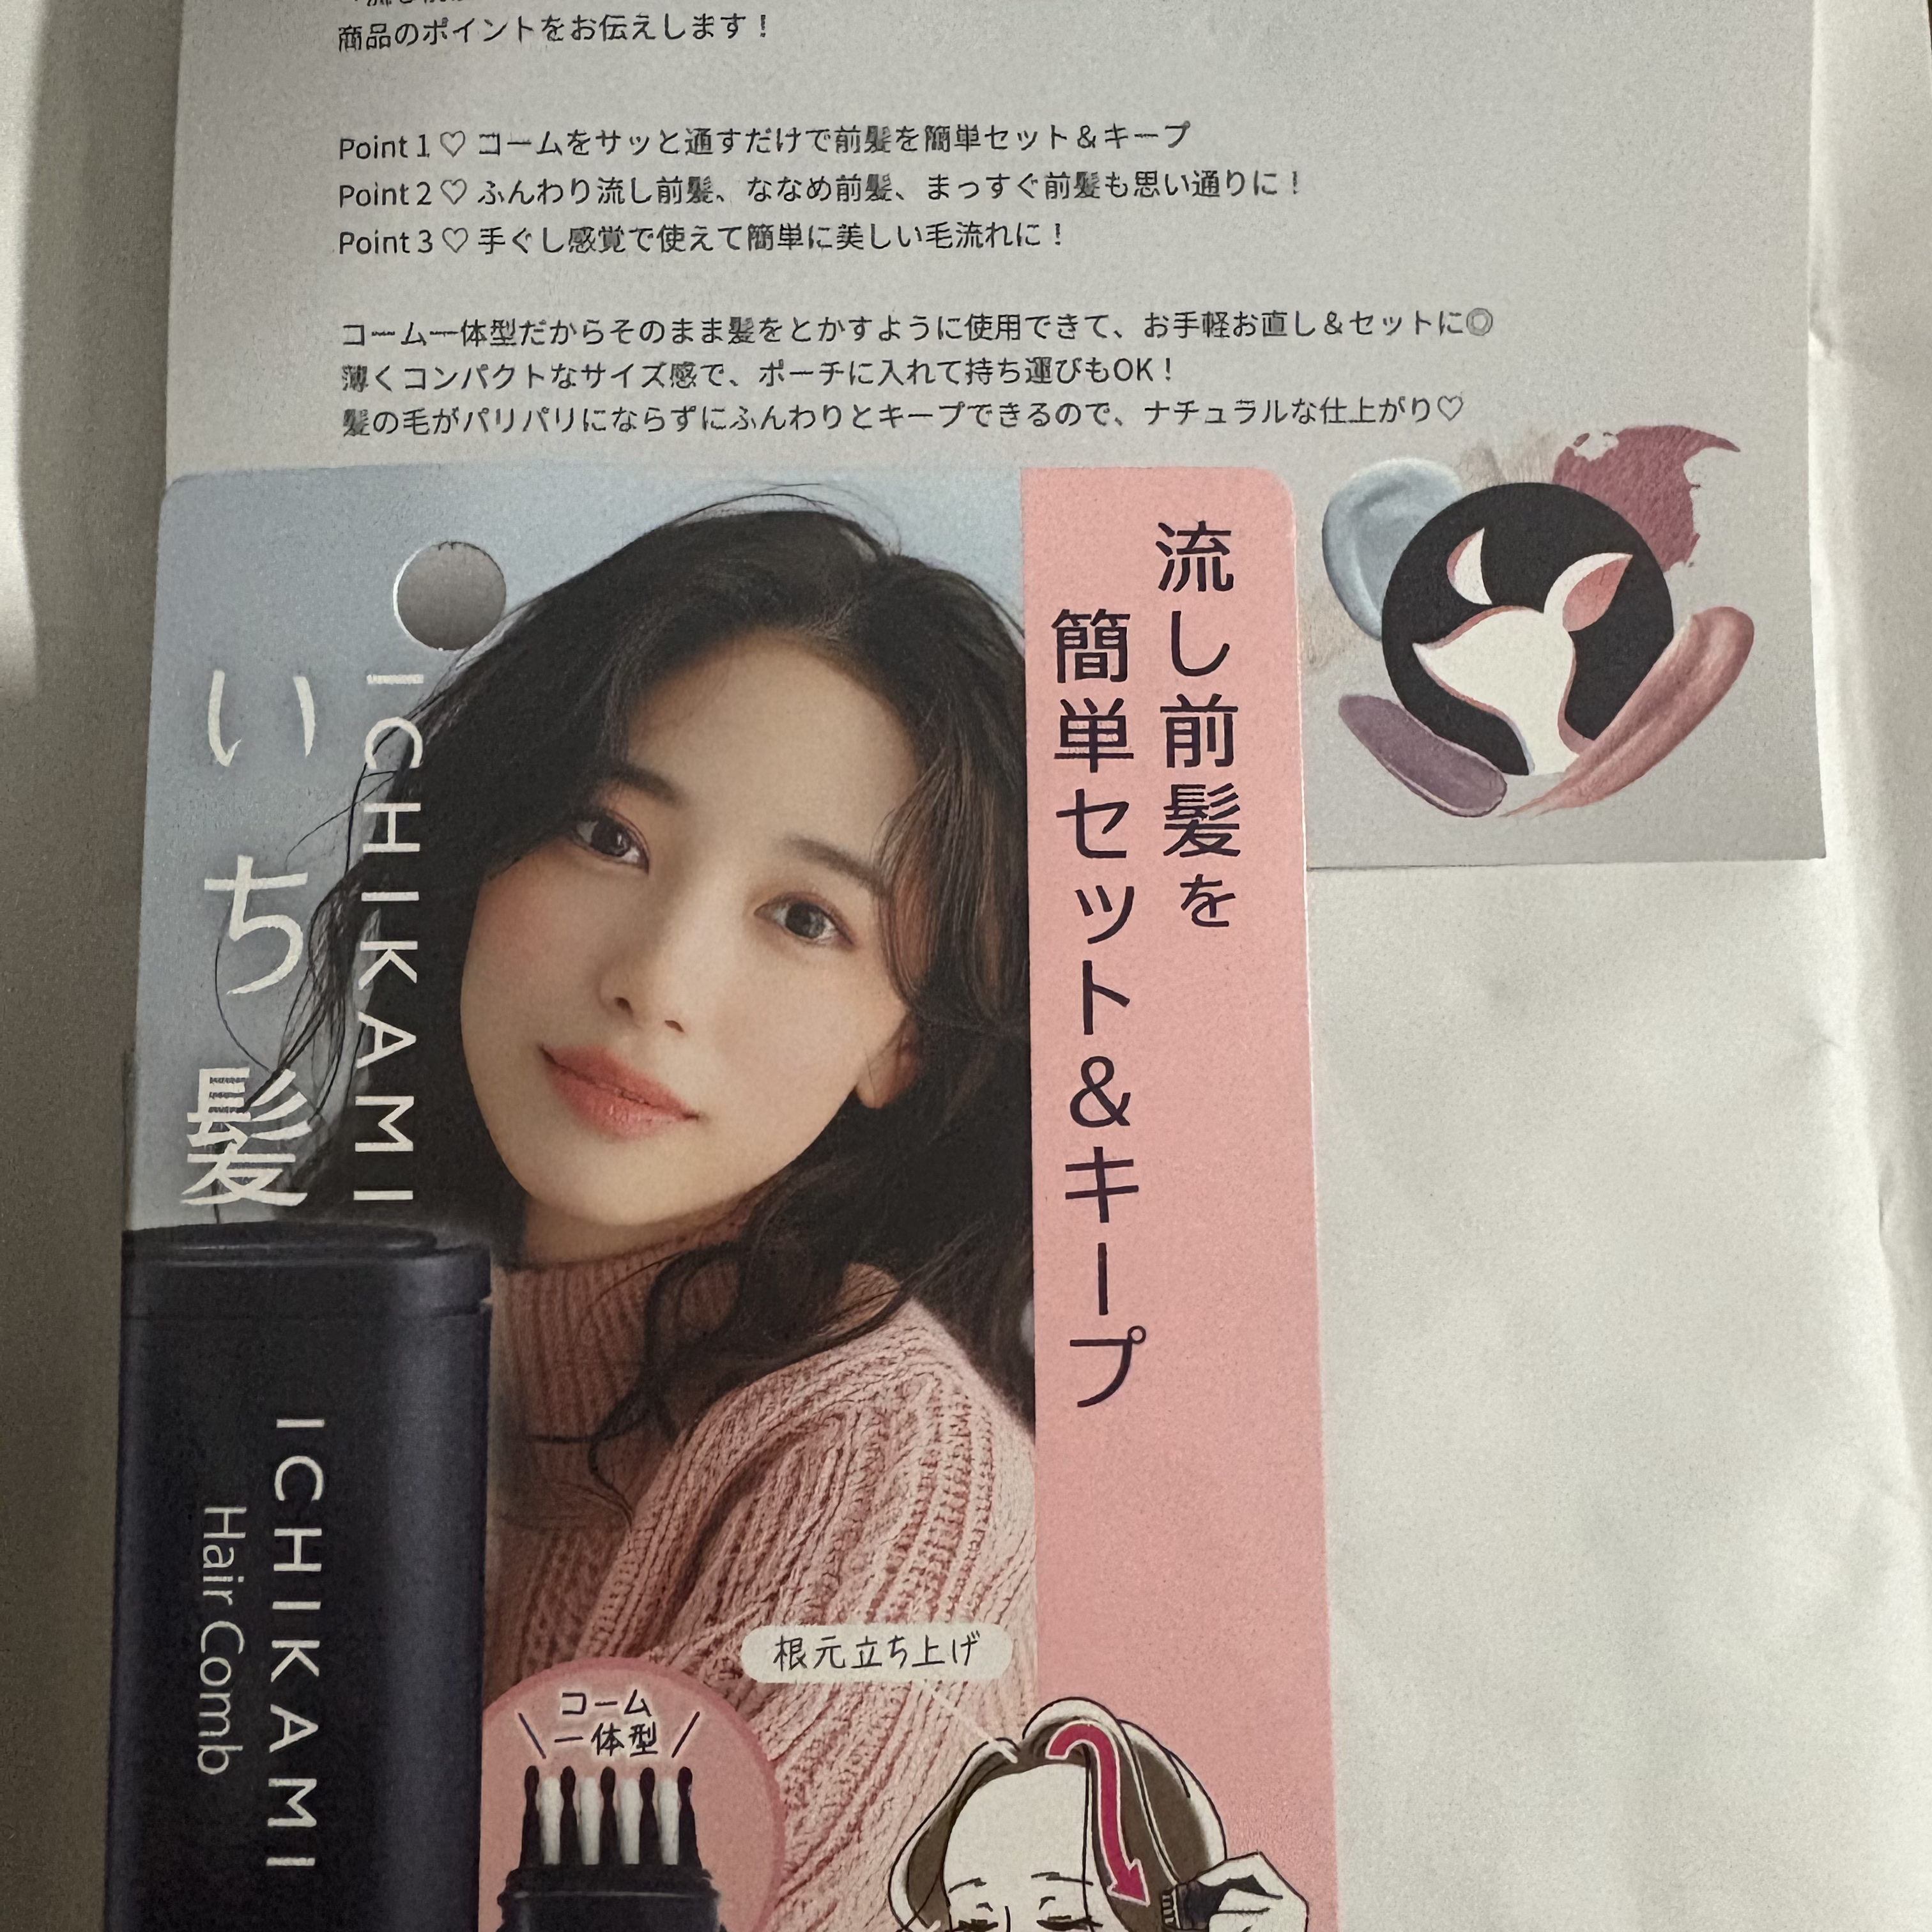 商品のポイントをお伝えします！
Point 1 ♡ コームをサッと通すだけで前髪を簡単セット＆キープ
Point 2 ♡ ふんわり流し前髪、ななめ前髪、まっすぐ前髪も思い通りに！
Point 3 ♡ 手ぐし感覚で使えて簡単に美しい毛流れに！
コーム一体型だからそのまま髪をとかすように使用できて、お手軽お直し＆セットに◎
薄くコンパクトなサイズ感で、ポーチに入れて持ち運びもOK！
髪の毛がパリパリにならずにふんわりとキープできるので、ナチュラルな仕上がり♡
流し前髪を
簡単セット&キープ
ICHIKAMI
いち髪
ICHIKAMI
Hair Comb
根元立ち上げ
コーム
一体型